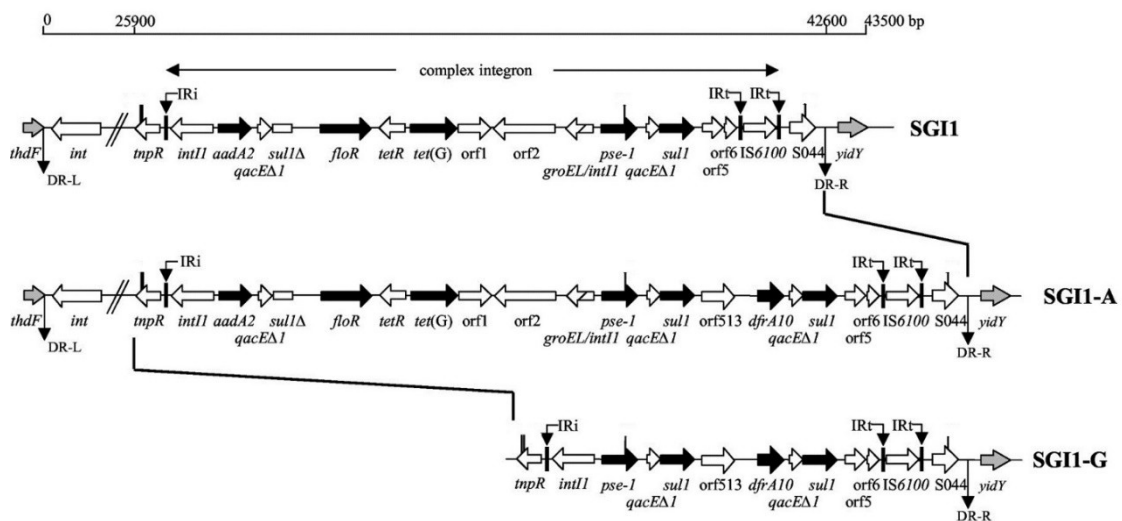 0 25900 42600 43500 bp
complex integron
IRi IRt IRt
SGI1
thdF int tnpR intI1 aadA2 sul1Δ floR tetR tet(G) orf1 orf2 pse-1 sul1 orf6 IS6100 S044 yidY
qacEΔ1 groEL/intI1 qacEΔ1 orf5
DR-L DR-R
IRi IRt IRt
SGI1-A
thdF int tnpR intI1 aadA2 sul1Δ floR tetR tet(G) orf1 orf2 pse-1 sul1 orf513 dfrA10 sul1 orf6 IS6100 S044 yidY
qacEΔ1 groEL/intI1 qacEΔ1 qacEΔ1 orf5
DR-L DR-R
IRi IRt IRt
SGI1-G
tnpR intI1 pse-1 sul1 orf513 dfrA10 sul1 orf6 IS6100 S044 yidY
qacEΔ1 qacEΔ1 orf5
DR-R